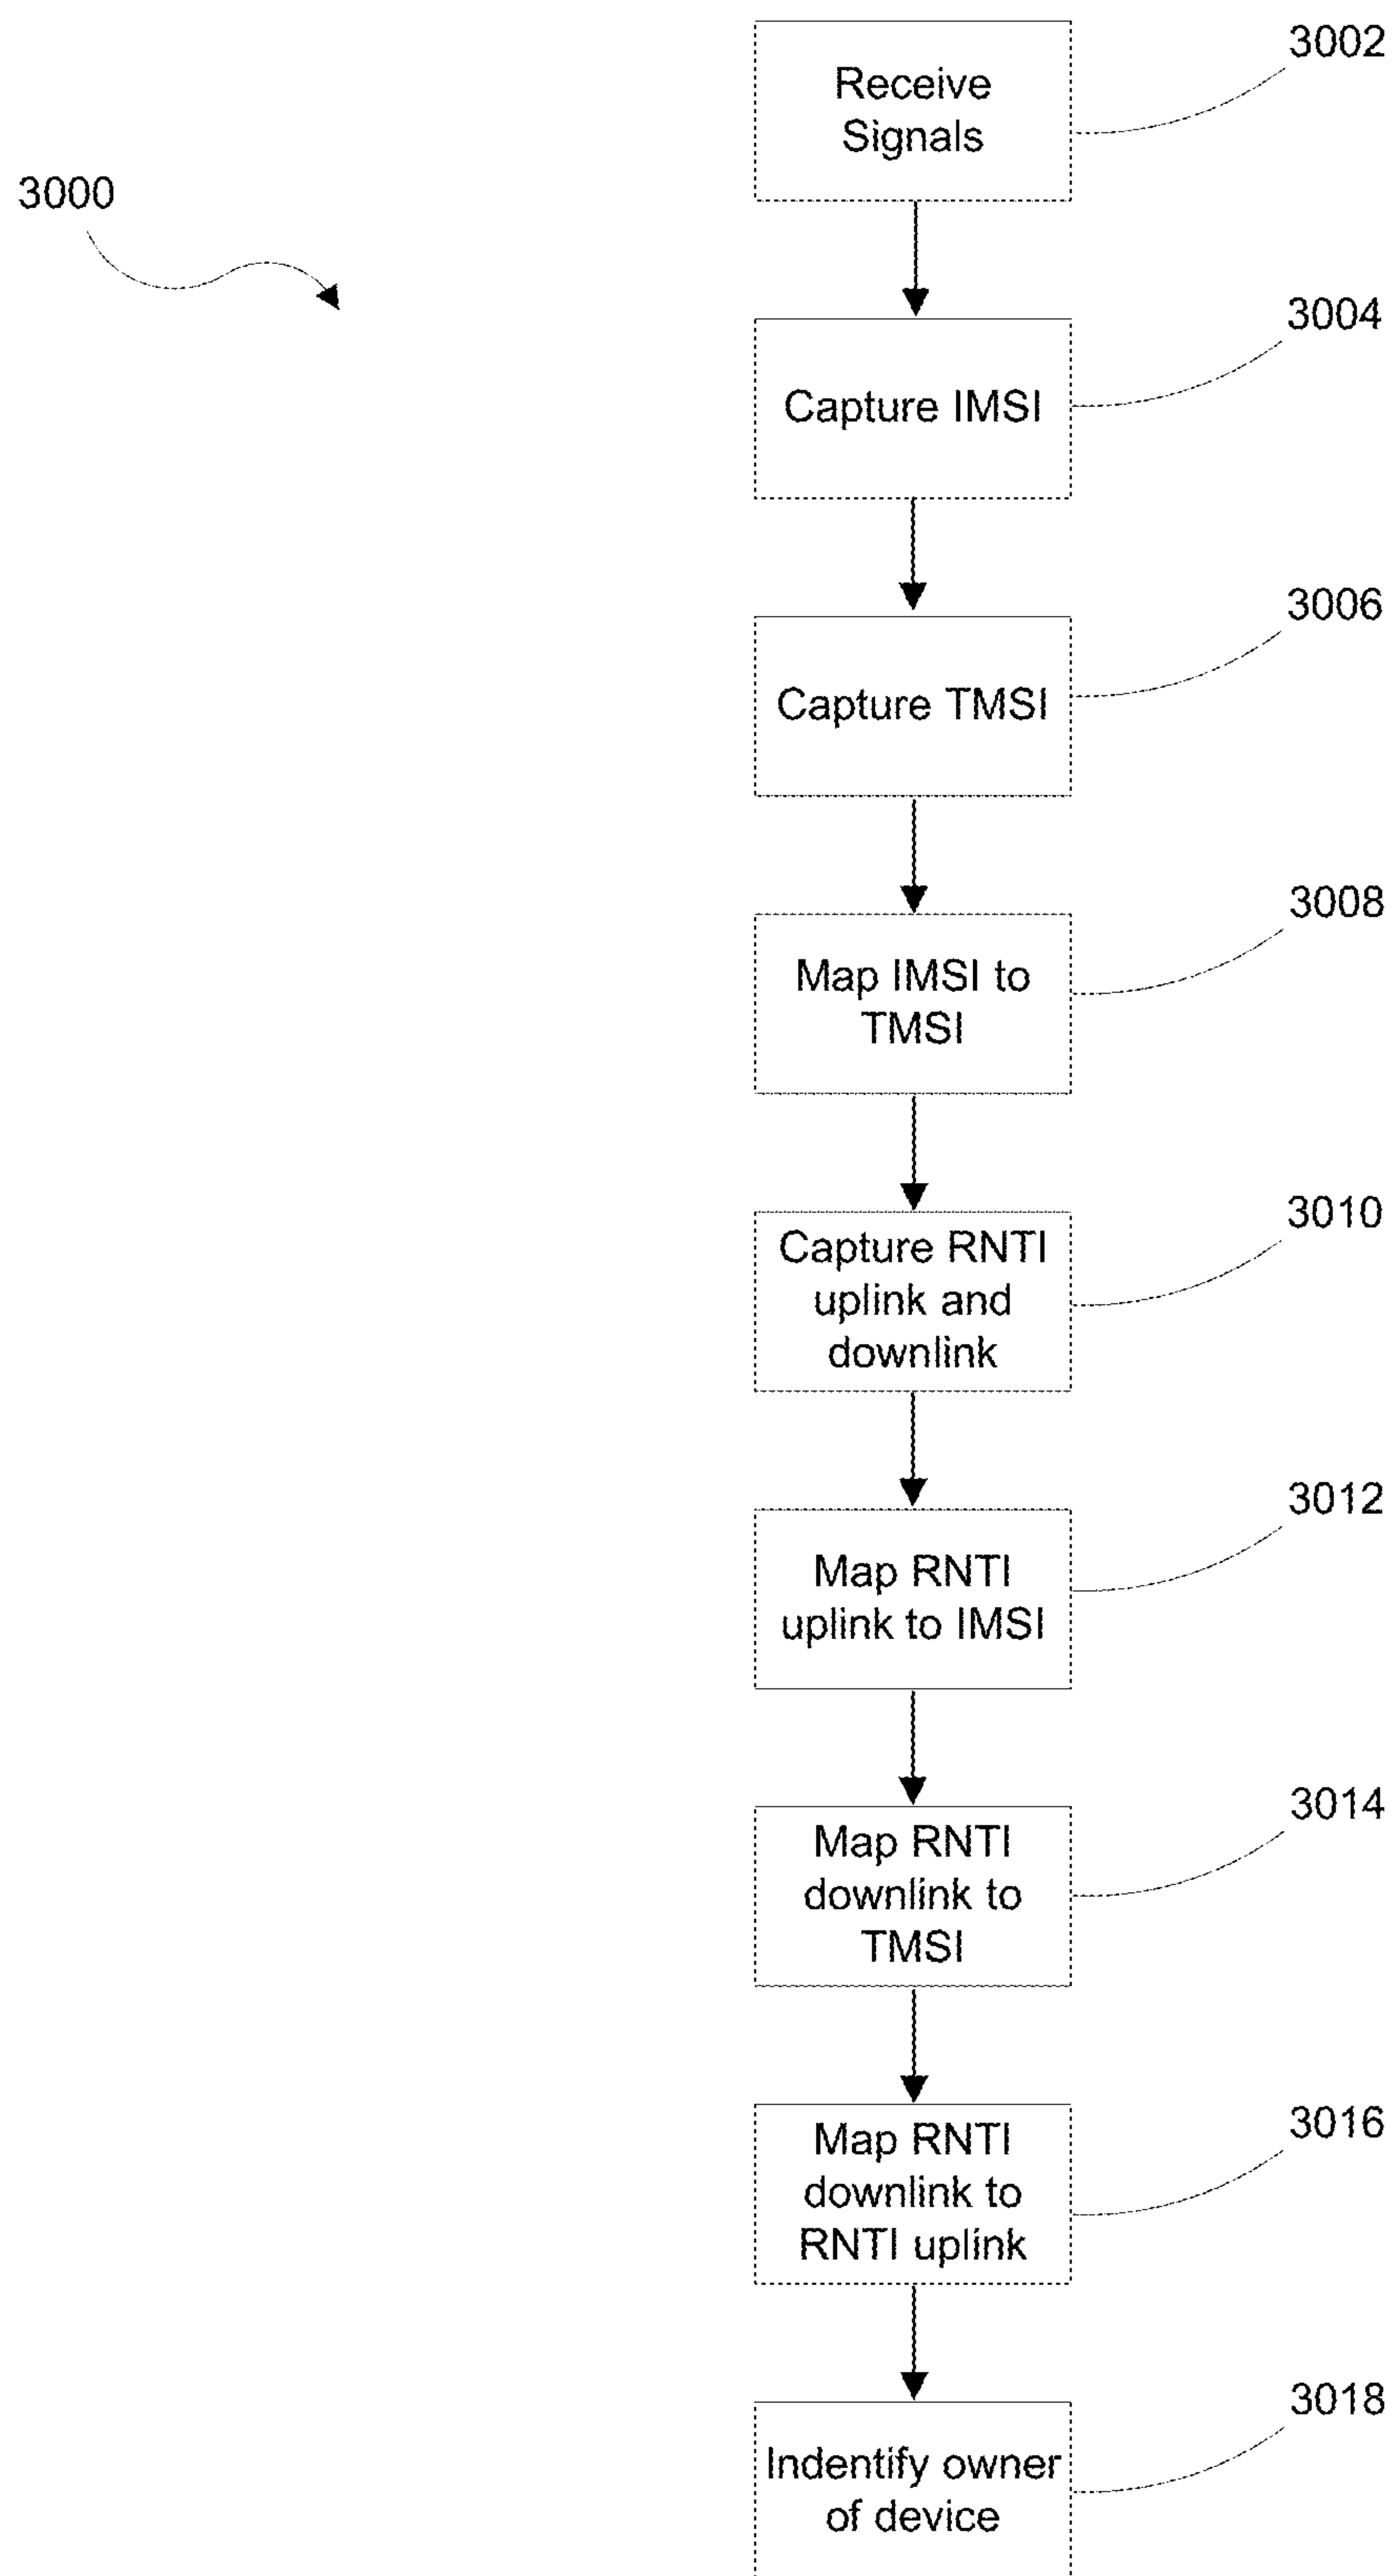 3002
Receive
Signals
3000
3004
Capture IMSI
3006
Capture TMSI
3008
Map IMSI to
TMSI
3010
Capture RNTI
uplink and
downlink
3012
Map RNTI
uplink to IMSI
3014
Map RNTI
downlink to
TMSI
3016
Map RNTI
downlink to
RNTI uplink
3018
Indentify owner
of device